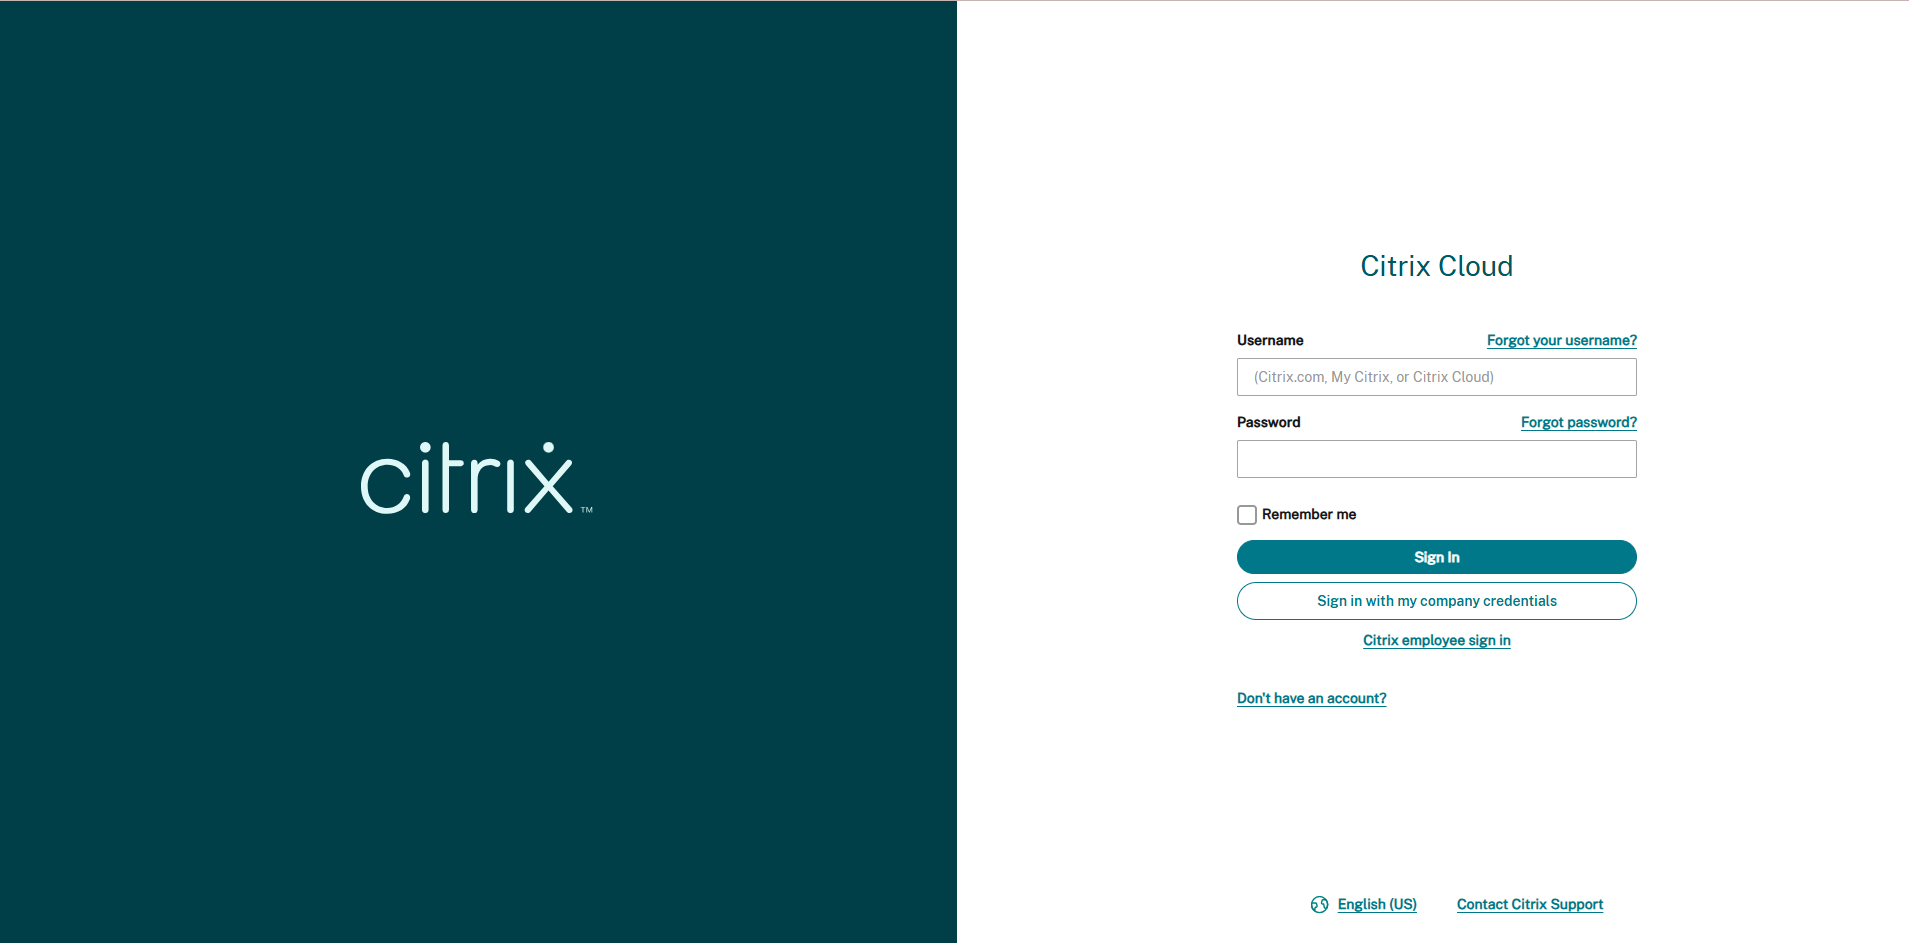 citrix™
Citrix Cloud
Username
Forgot your username?
(Citrix.com, My Citrix, or Citrix Cloud)
Password
Forgot password?
Remember me
Sign In
Sign in with my company credentials
Citrix employee sign in
Don't have an account?
English (US)
Contact Citrix Support